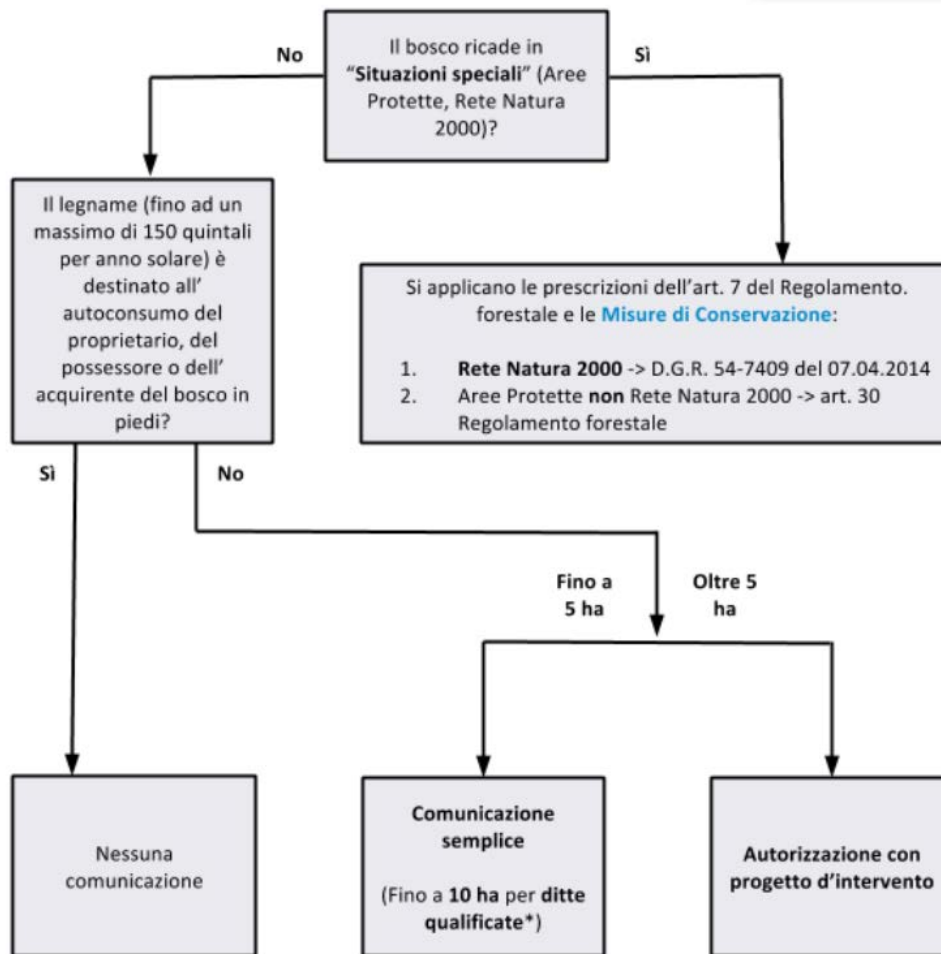 No
Il bosco ricade in
“Situazioni speciali” (Aree
Protette, Rete Natura
2000)?
Sì
Il legname (fino ad un
massimo di 150 quintali
per anno solare) è
destinato all’
autoconsumo del
proprietario, del
possessore o dell’
acquirente del bosco in
piedi?
Si applicano le prescrizioni dell’art. 7 del Regolamento.
forestale e le Misure di Conservazione:
1. Rete Natura 2000 -> D.G.R. 54-7409 del 07.04.2014
2. Aree Protette non Rete Natura 2000 -> art. 30
Regolamento forestale
Sì
No
Fino a
5 ha
Oltre 5
ha
Nessuna
comunicazione
Comunicazione
semplice
(Fino a 10 ha per ditte
qualificate*)
Autorizzazione con
progetto d’intervento